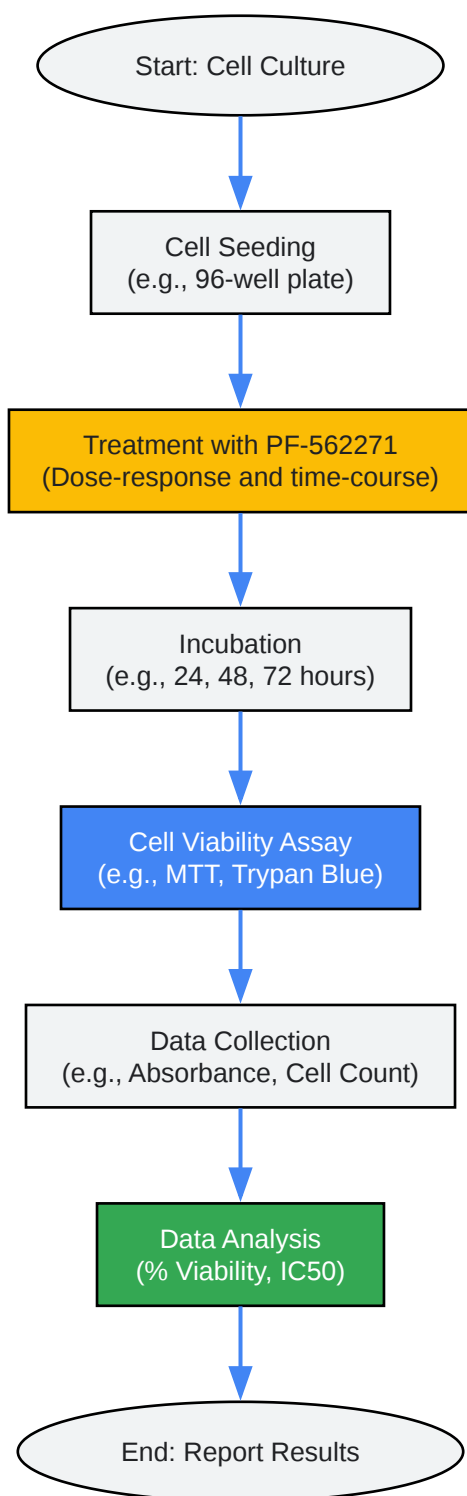 Start: Cell Culture
Cell Seeding
(e.g., 96-well plate)
Treatment with PF-562271
(Dose-response and time-course)
Incubation
(e.g., 24, 48, 72 hours)
Cell Viability Assay
(e.g., MTT, Trypan Blue)
Data Collection
(e.g., Absorbance, Cell Count)
Data Analysis
(% Viability, IC50)
End: Report Results